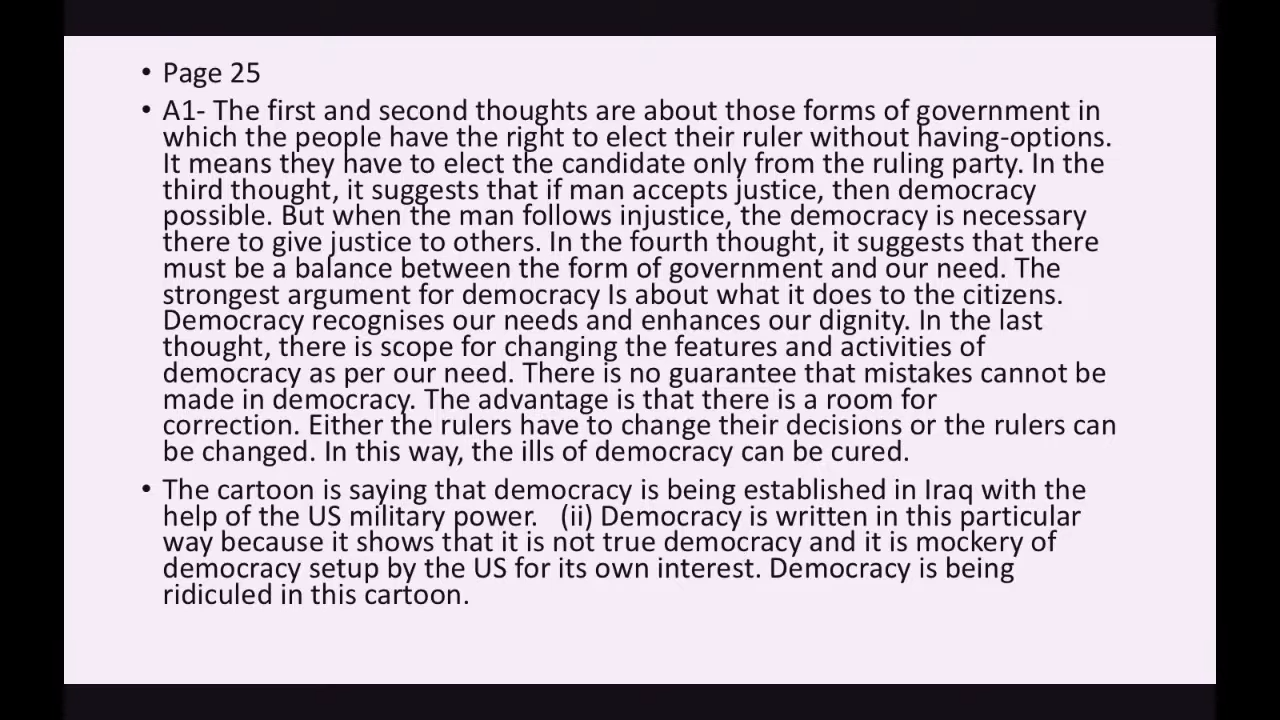 • Page 25
• A1- The first and second thoughts are about those forms of government in
which the people have the right to elect their ruler without having-options.
It means they have to elect the candidate only from the ruling party. In the
third thought, it suggests that if man accepts justice, then democracy
possible. But when the man follows injustice, the democracy is necessary
there to give justice to others. In the fourth thought, it suggests that there
must be a balance between the form of government and our need. The
strongest argument for democracy Is about what it does to the citizens.
Democracy recognises our needs and enhances our dignity. In the last
thought, there is scope for changing the features and activities of
democracy as per our need. There is no guarantee that mistakes cannot be
made in democracy. The advantage is that there is a room for
correction. Either the rulers have to change their decisions or the rulers can
be changed. In this way, the ills of democracy can be cured.
• The cartoon is saying that democracy is being established in Iraq with the
help of the US military power. (ii) Democracy is written in this particular
way because it shows that it is not true democracy and it is mockery of
democracy setup by the US for its own interest. Democracy is being
ridiculed in this cartoon.